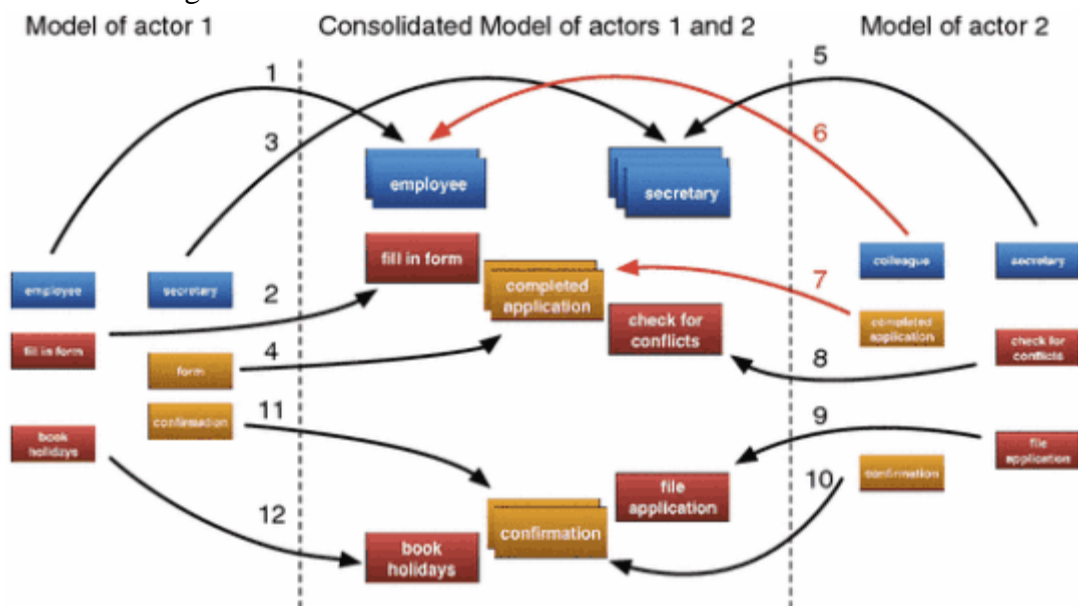 Model of actor 1
Consolidated Model of actors 1 and 2
Model of actor 2
1
5
3
6
employee
secretary
fill in form
colleague
secretary
employee
secretary
2
completed
application
7
completed
application
fill in form
check for
conflicts
check for
conflicts
form
4
8
confirmation
11
9
book
holidays
file
application
confirmation
file
application
10
12
confirmation
book
holidays